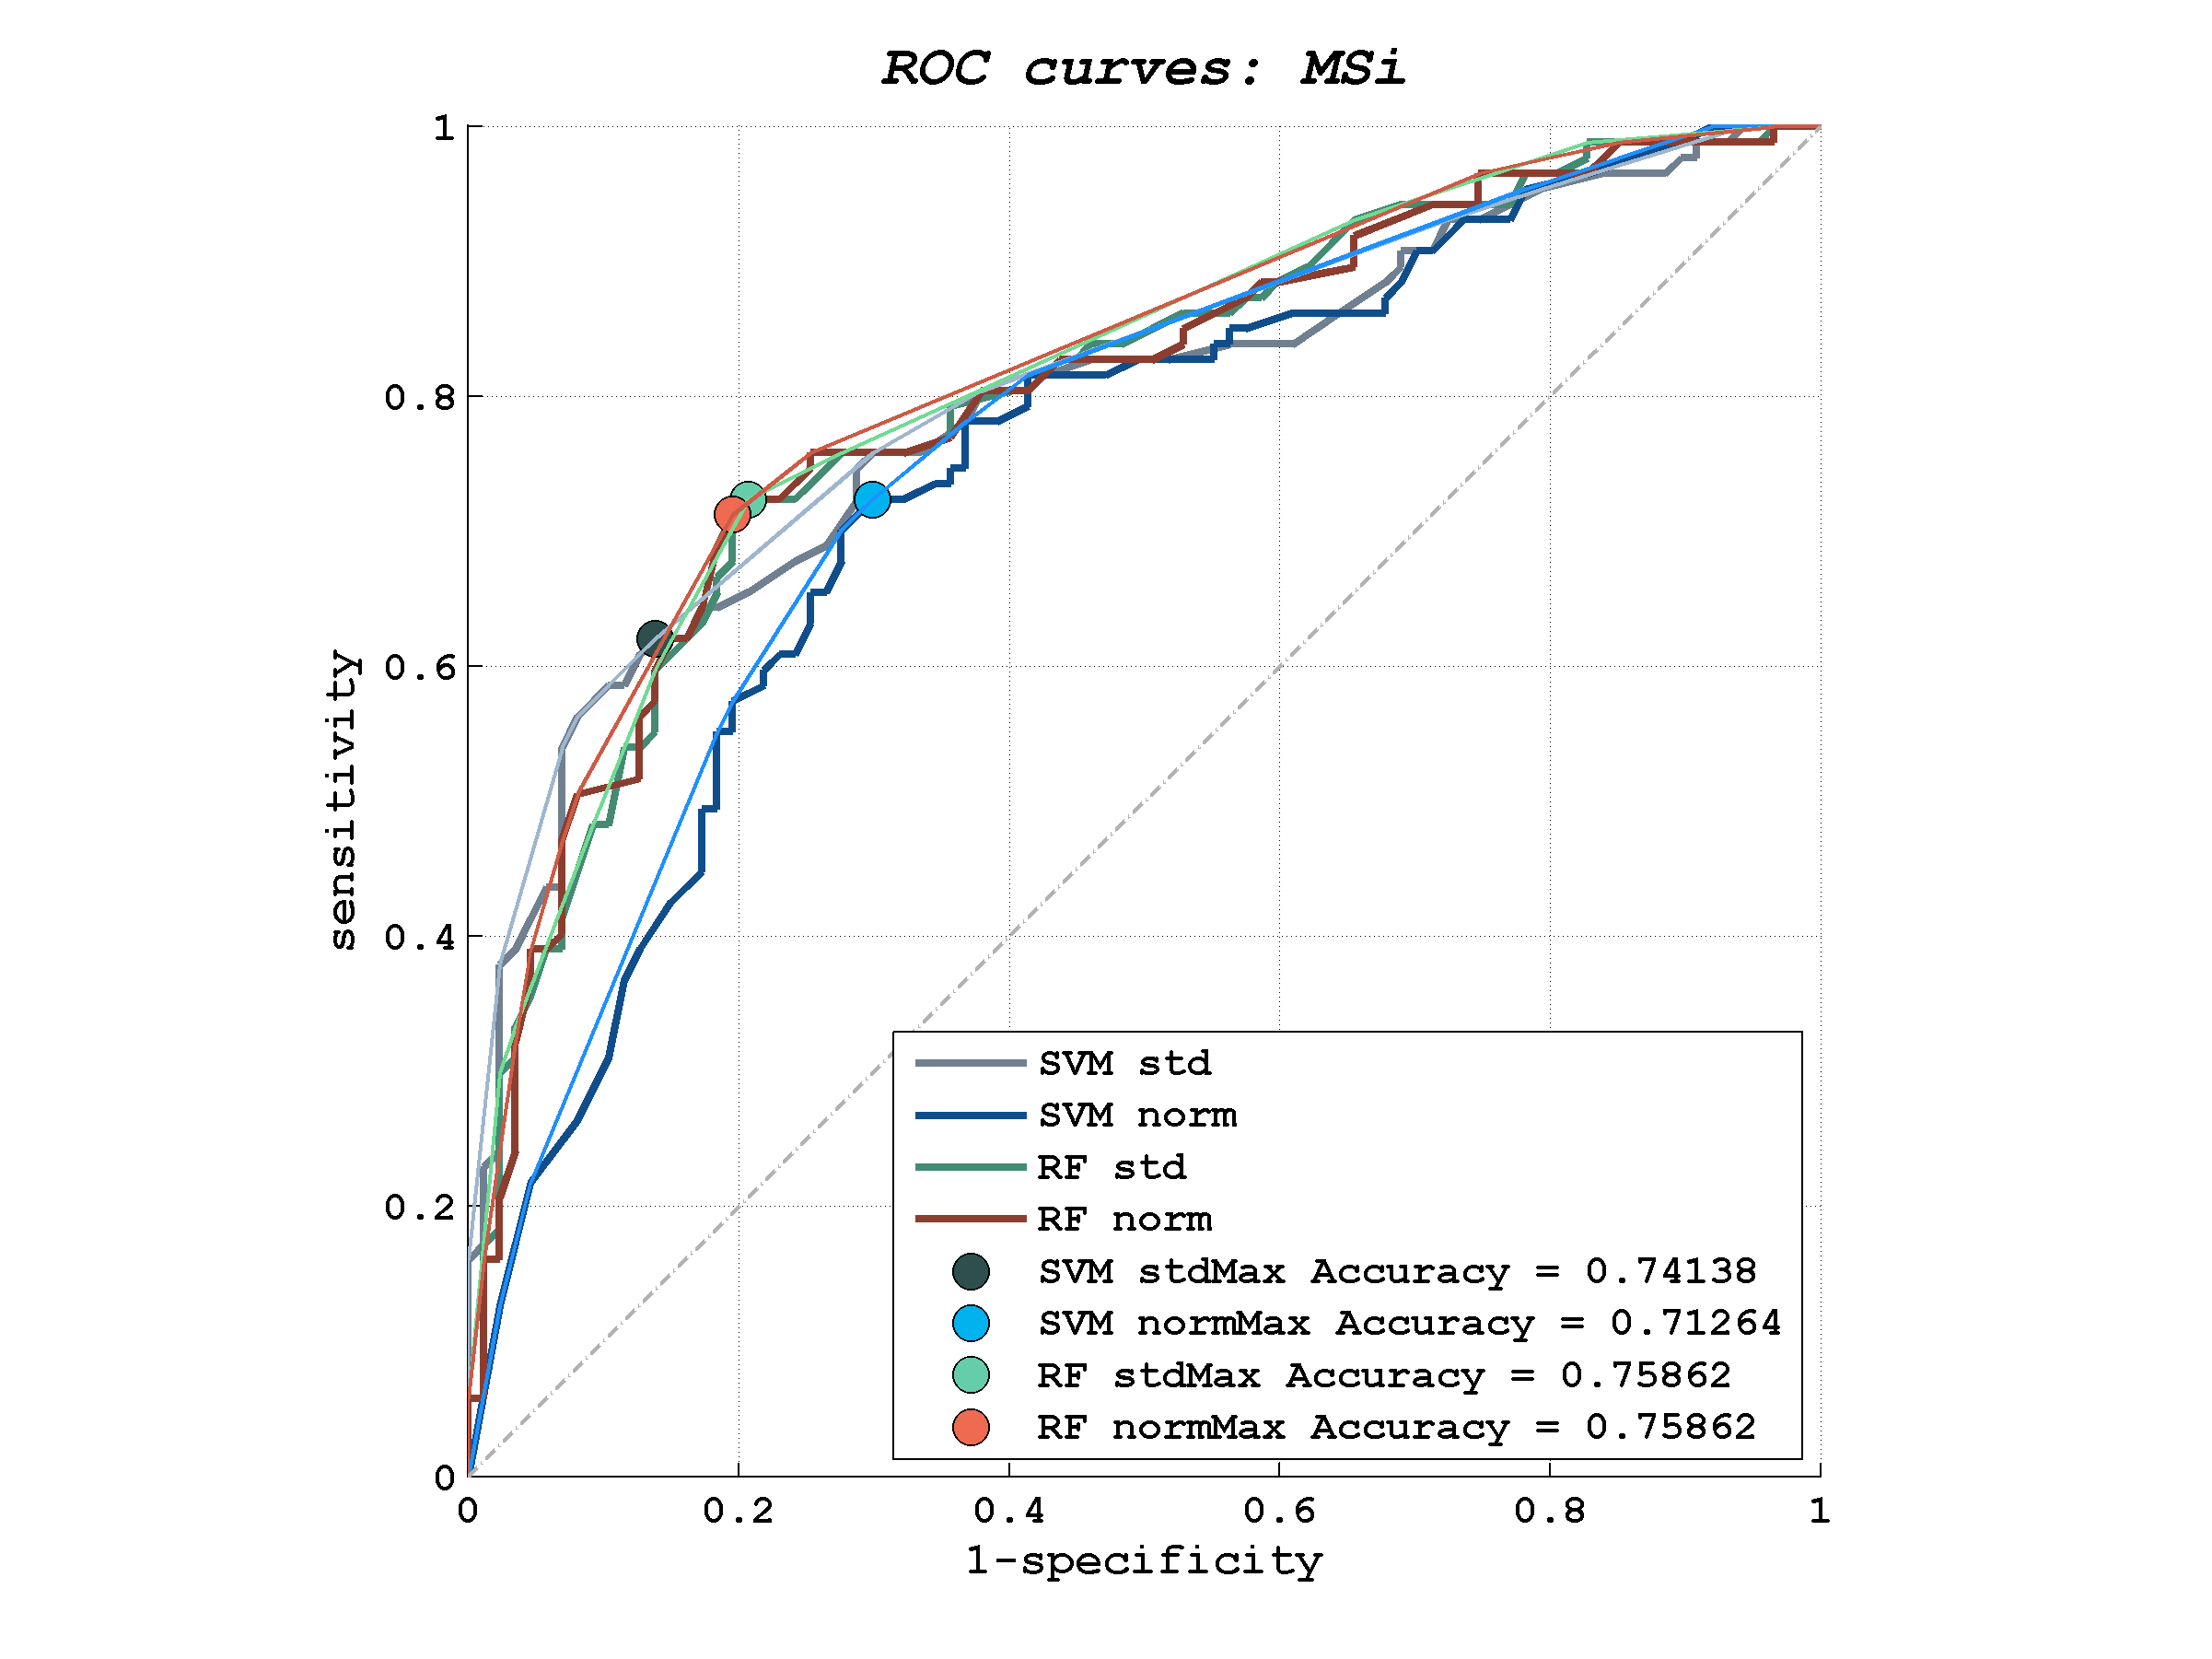 ROC curves: MSi
1
0.8
0.6
0.4
0.2
0
sensitivity
0
0.2
0.4
0.6
0.8
1
1-specificity
SVM std
SVM norm
RF std
RF norm
SVM stdMax Accuracy = 0.74138
SVM normMax Accuracy = 0.71264
RF stdMax Accuracy = 0.75862
RF normMax Accuracy = 0.75862